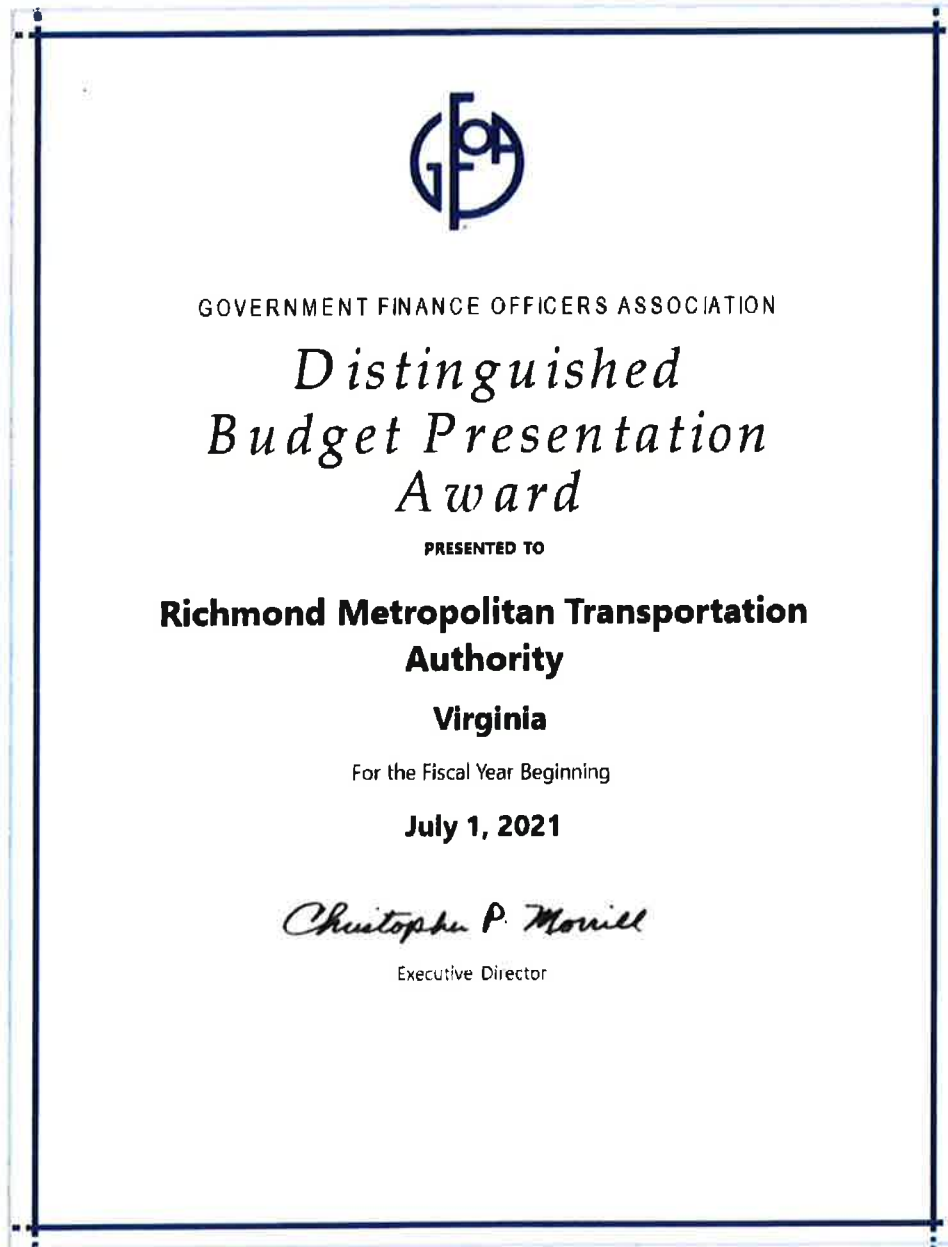 GFOA
GOVERNMENT FINANCE OFFICERS ASSOCIATION
Distinguished
Budget Presentation
Award
PRESENTED TO
Richmond Metropolitan Transportation
Authority
Virginia
For the Fiscal Year Beginning
July 1, 2021
Christopher P. Morrill
Executive Director